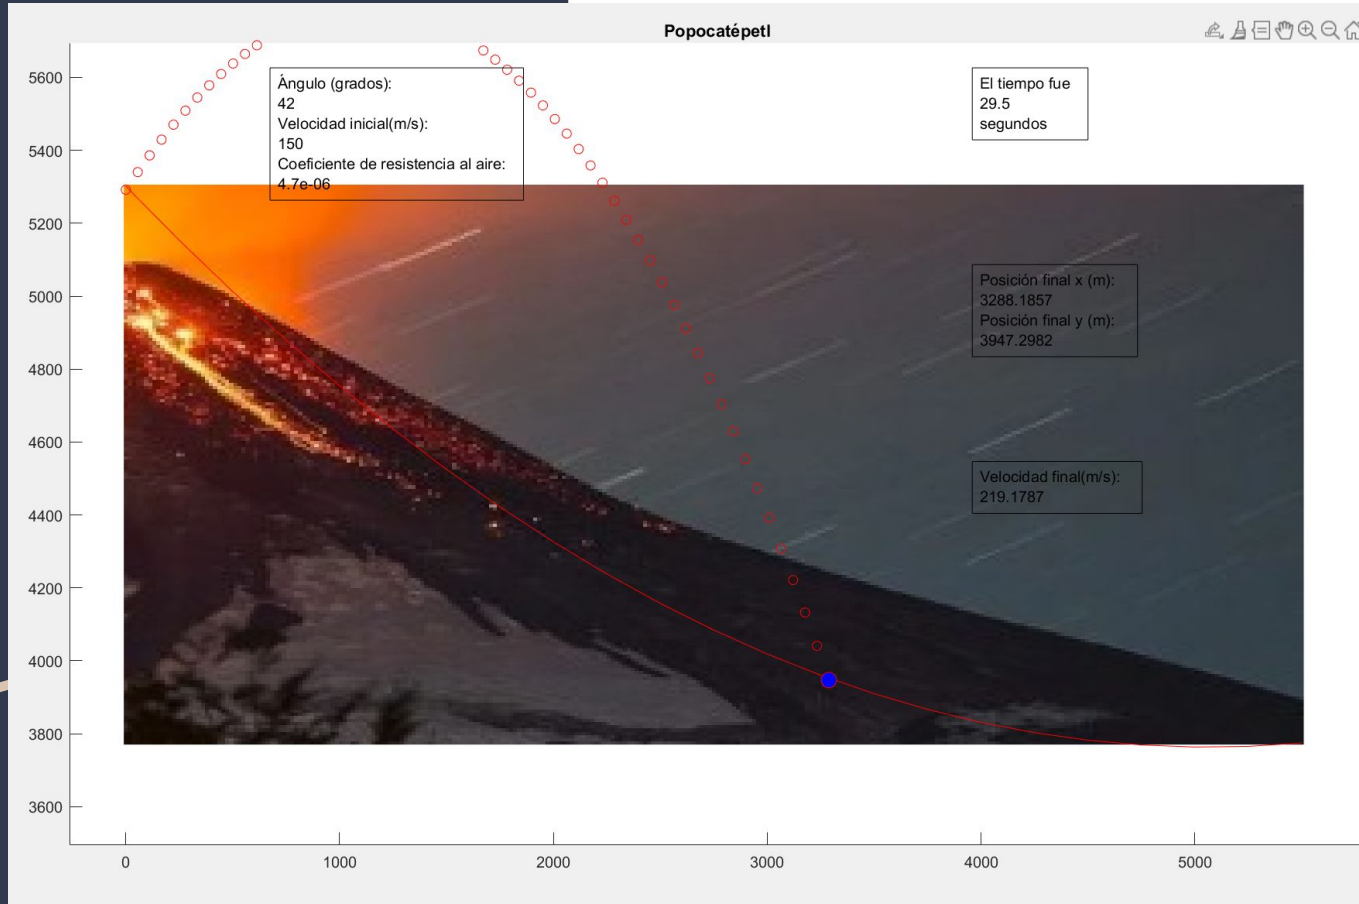 Popocatépetl
5600
5400
5200
5000
4800
4600
4400
4200
4000
3800
3600
Ángulo (grados):
42
Velocidad inicial(m/s):
150
Coeficiente de resistencia al aire:
4.7e-06
El tiempo fue
29.5
segundos
Posición final x (m):
3288.1857
Posición final y (m):
3947.2982
Velocidad final(m/s):
219.1787
0
1000
2000
3000
4000
5000